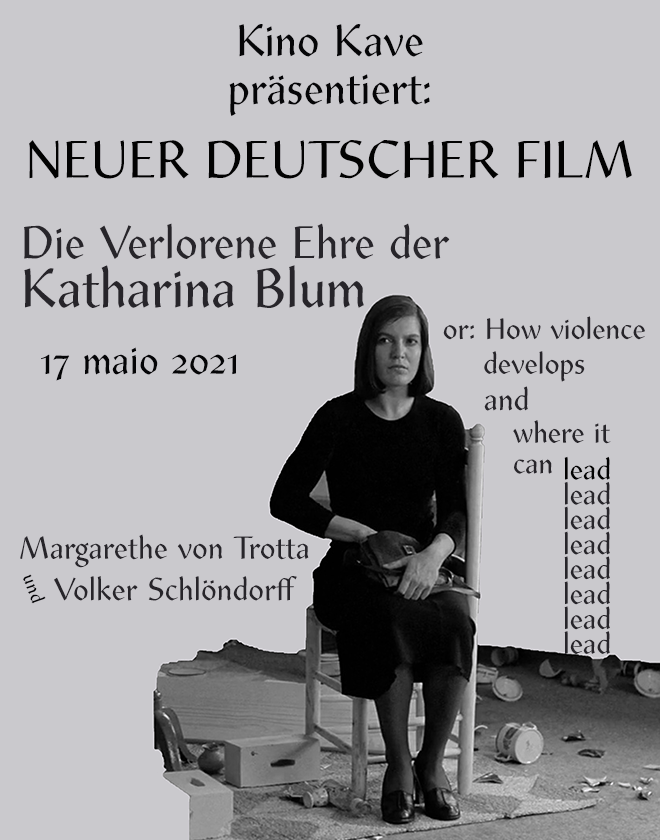 Kino Kave
präsentiert:
NEUER DEUTSCHER FILM
Die Verlorene Ehre der
Katharina Blum
or: How violence
develops
and
where it
can lead
lead
lead
lead
lead
lead
lead
lead
17 maio 2021
Margarethe von Trotta
und Volker Schlöndorff